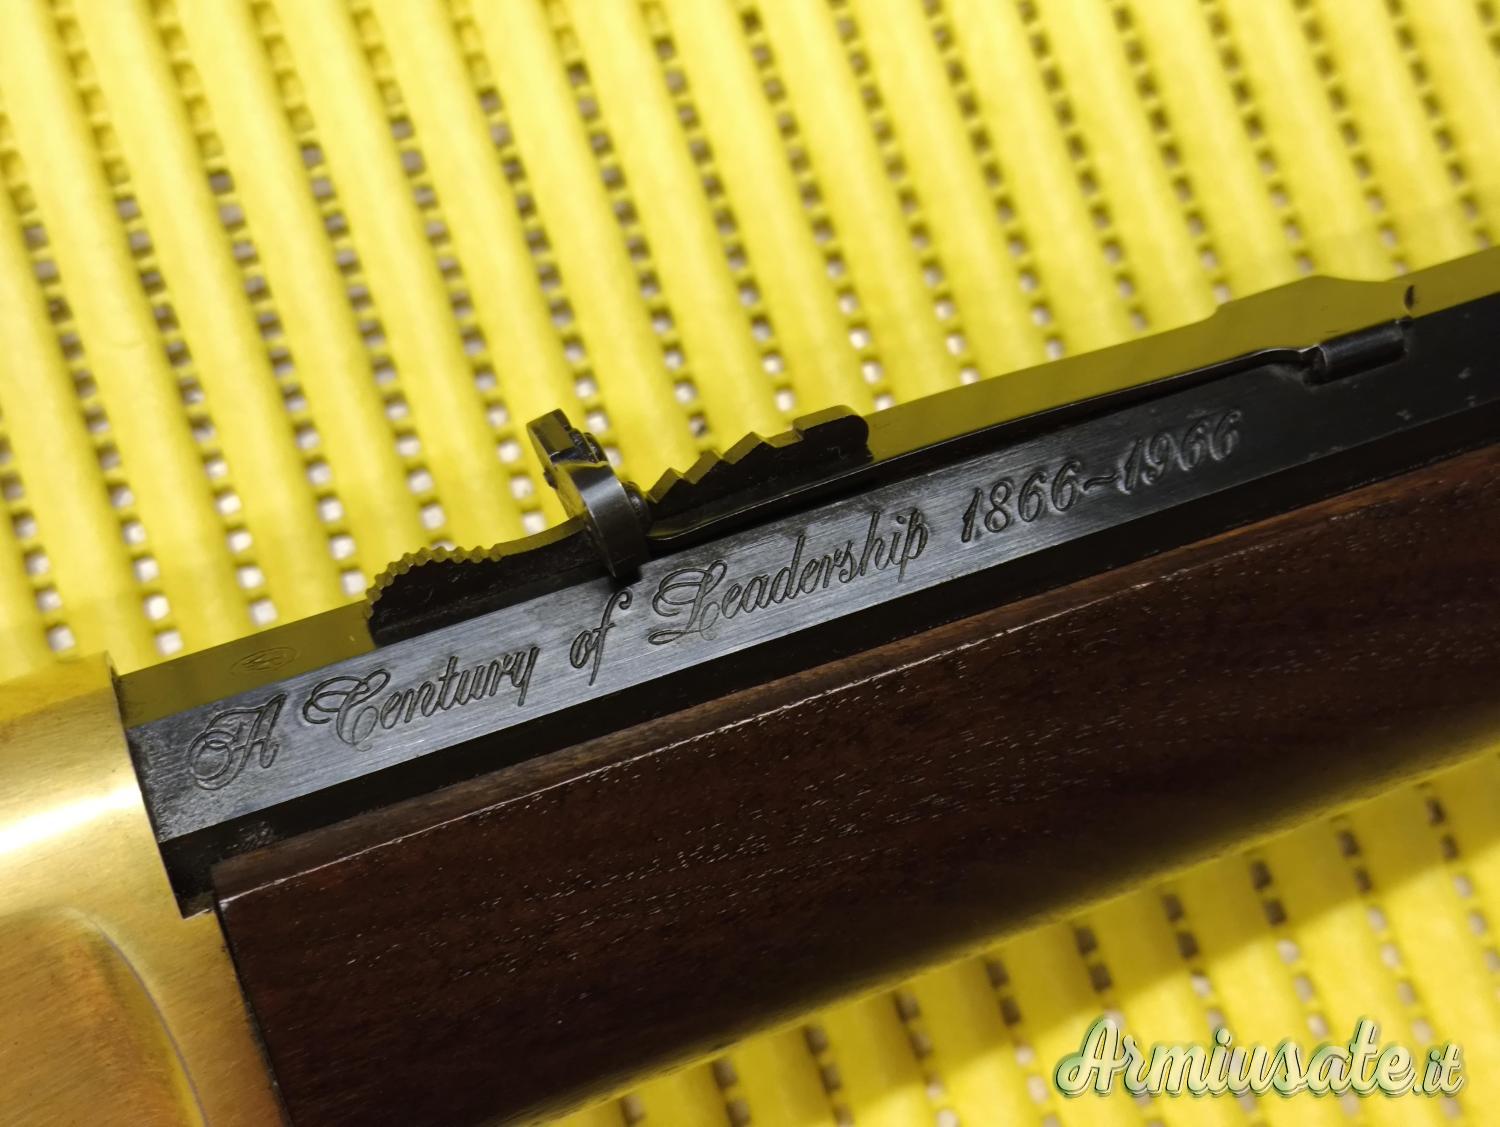 A Century of Leadership 1866~1966
Armiusate.it